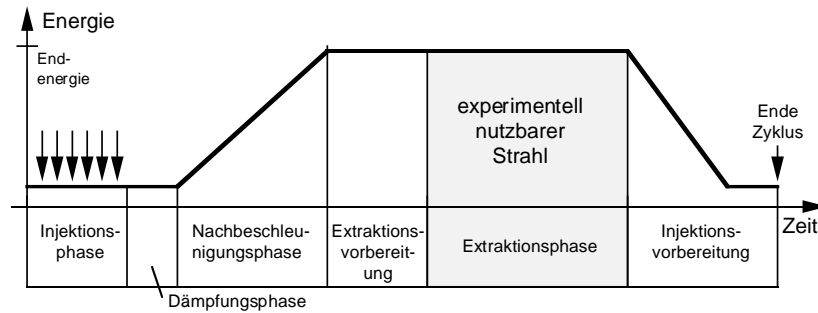 Energie
End-
energie
experimentell
nutzbarer
Strahl
Ende
Zyklus
Zeit
Injektions-
phase
Nachbeschleu-
nigungsphase
Extraktions-
vorbereit-
ung
Extraktionsphase
Injektions-
vorbereitung
Dämpfungsphase